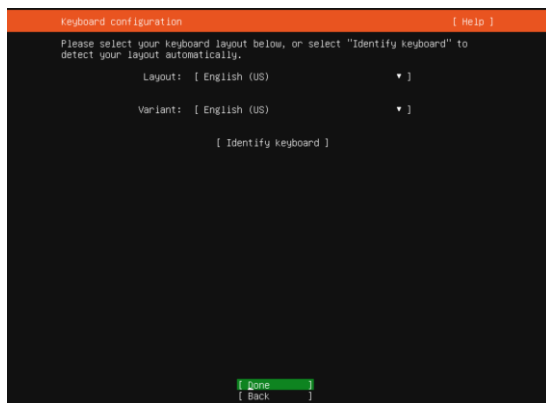 Keyboard configuration [ Help ]
Please select your keyboard layout below, or select "Identify keyboard" to
detect your layout automatically.
Layout: [ English (US) ▾ ]
Variant: [ English (US) ▾ ]
[ Identify keyboard ]
[ Done ]
[ Back ]